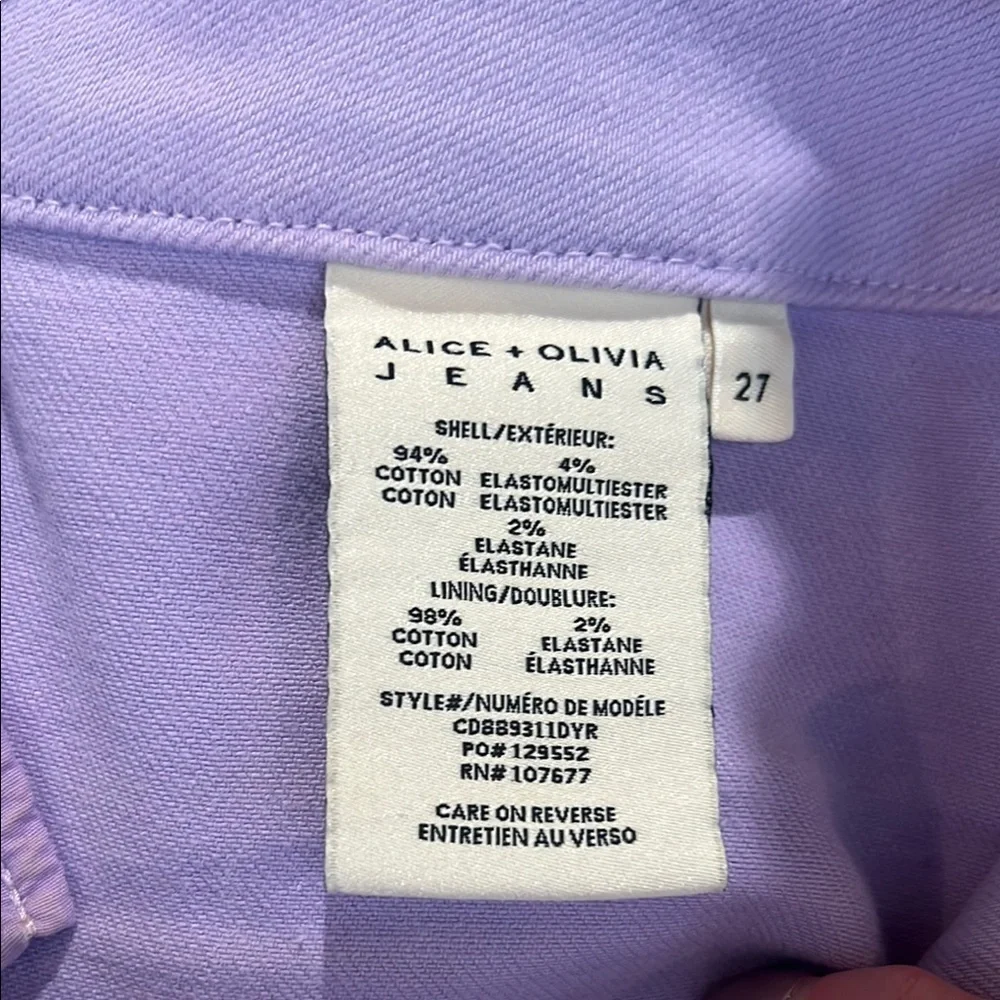 ALICE + OLIVIA
JEANS
27
SHELL/EXTÉRIEUR:
94% 4%
COTTON ELASTOMULTIESTER
COTON ELASTOMULTIESTER
2%
ELASTANE
ÉLASTHANNE
LINING/DOUBLURE:
98% 2%
COTTON ELASTANE
COTON ÉLASTHANNE
STYLE#/NUMÉRO DE MODÉLE
CD889311DYR
PO# 129552
RN# 107677
CARE ON REVERSE
ENTRETIEN AU VERSO